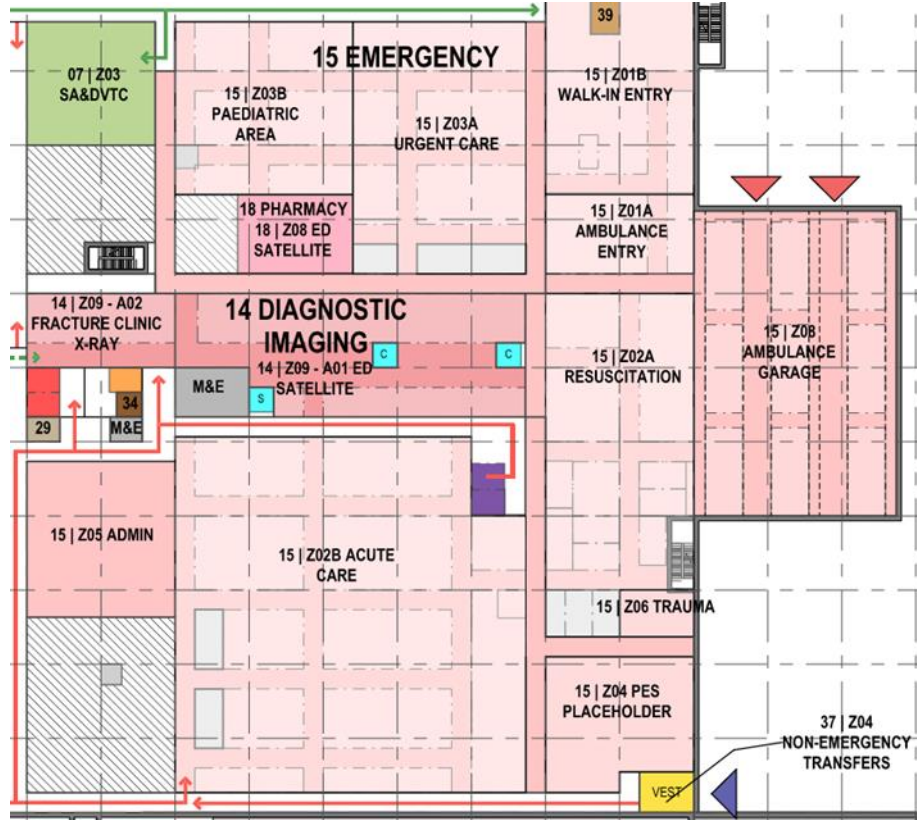 39
15 EMERGENCY
07 | Z03
SA&DVTC
15 | Z03B
PAEDIATRIC
AREA
15 | Z03A
URGENT CARE
15 | Z01B
WALK-IN ENTRY
18 PHARMACY
18 | Z08 ED
SATELLITE
15 | Z01A
AMBULANCE
ENTRY
14 | Z09 - A02
FRACTURE CLINIC
X-RAY
14 DIAGNOSTIC
IMAGING
14 | Z09 - A01 ED
SATELLITE
C
C
S
M&E
15 | Z02A
RESUSCITATION
15 | Z08
AMBULANCE
GARAGE
34
29
M&E
15 | Z05 ADMIN
15 | Z02B ACUTE
CARE
15 | Z06 TRAUMA
15 | Z04 PES
PLACEHOLDER
37 | Z04
NON-EMERGENCY
TRANSFERS
VEST